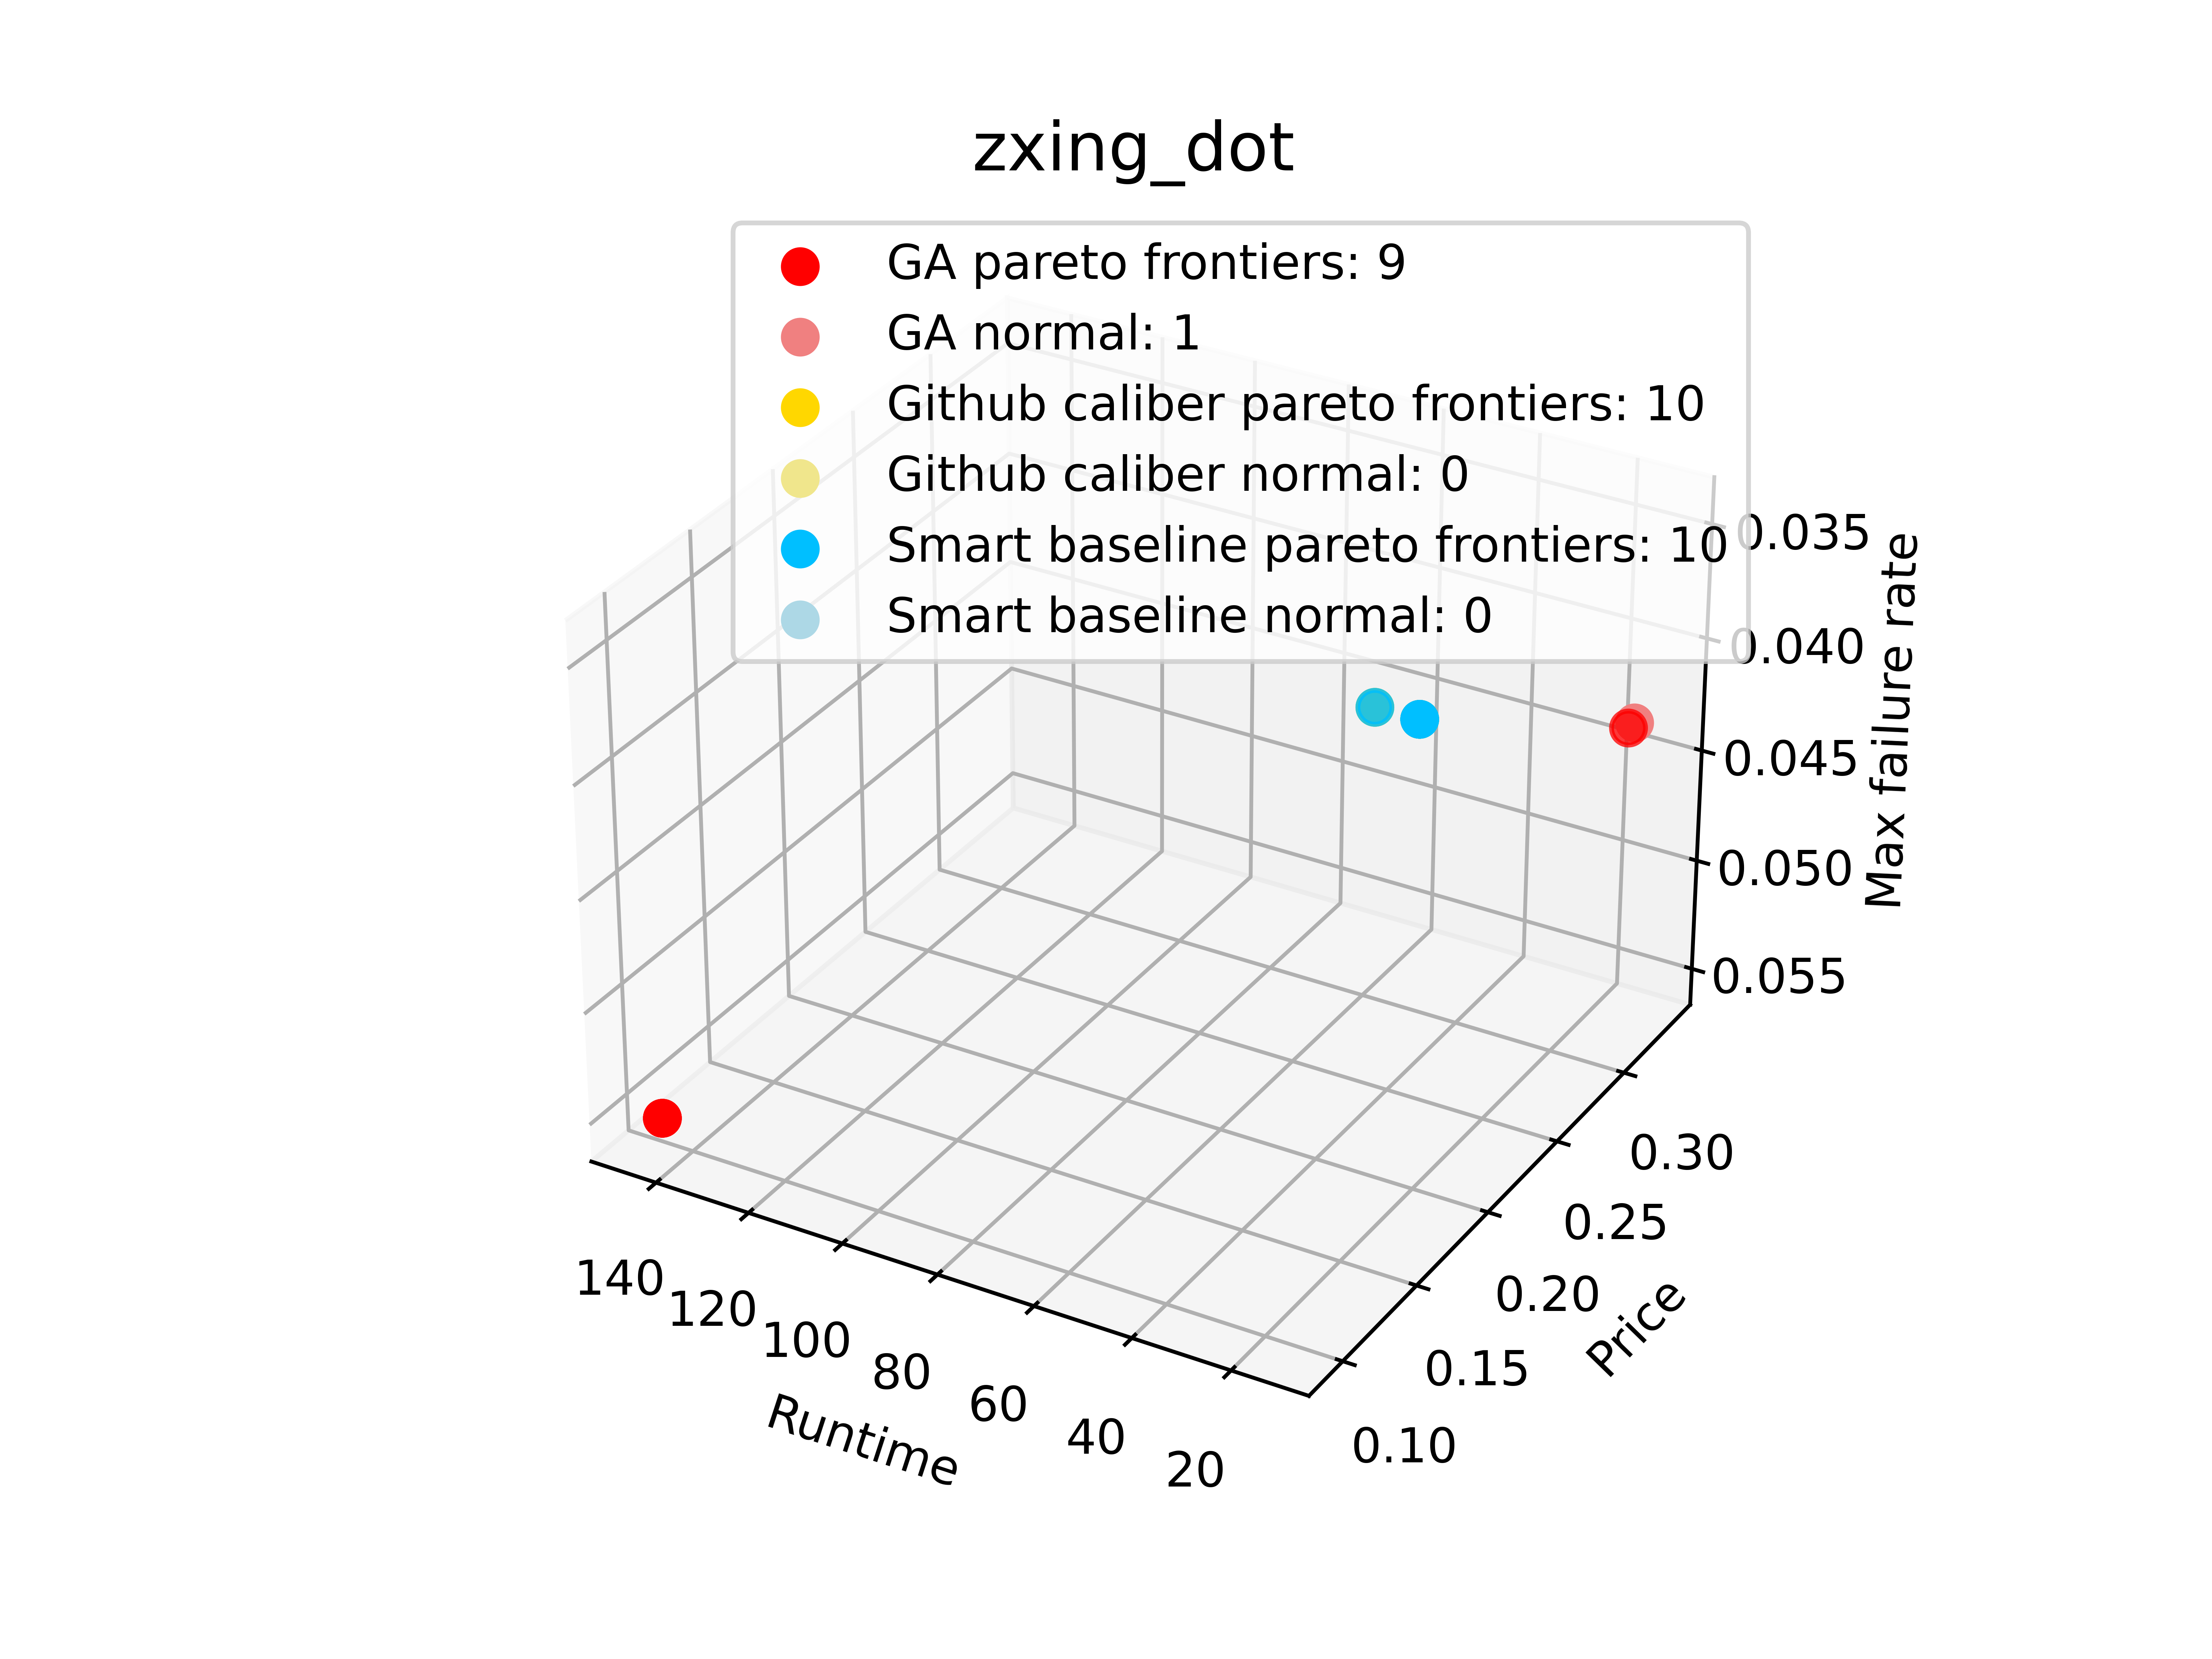 zxing_dot
GA pareto frontiers: 9
GA normal: 1
Github caliber pareto frontiers: 10
Github caliber normal: 0
Smart baseline pareto frontiers: 10
Smart baseline normal: 0
0.035
0.040
0.045
0.050
0.055
Max failure rate
0.30
0.25
0.20
0.15
0.10
Price
140
120
100
80
60
40
20
Runtime